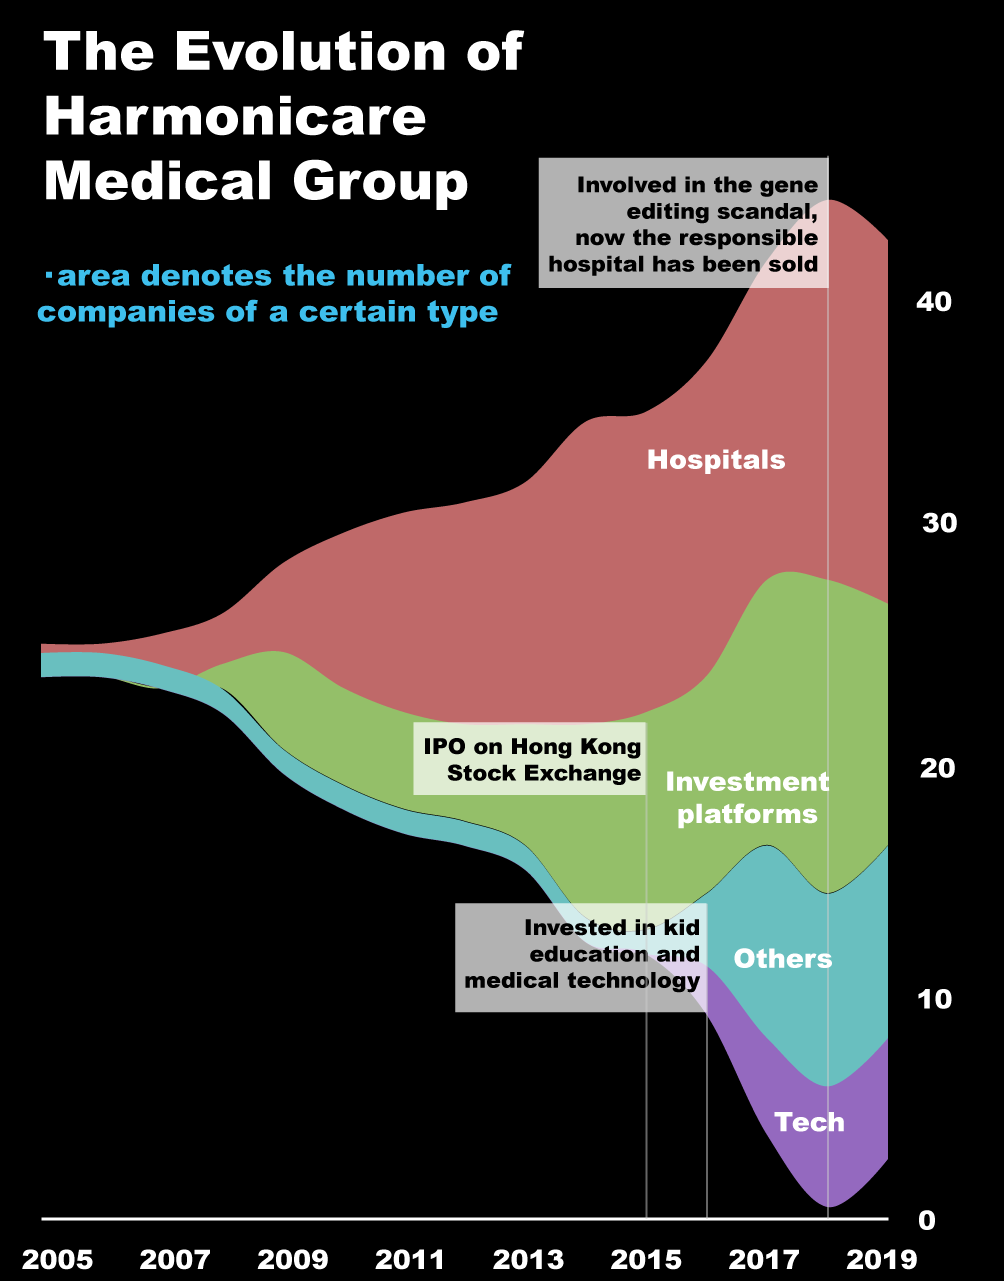 The Evolution of
Harmonicare
Medical Group
·area denotes the number of
companies of a certain type
Involved in the gene
editing scandal,
now the responsible
hospital has been sold
40
Hospitals
30
IPO on Hong Kong
Stock Exchange
Investment
platforms
20
Invested in kid
education and
medical technology
Others
10
Tech
0
2005 2007 2009 2011 2013 2015 2017 2019